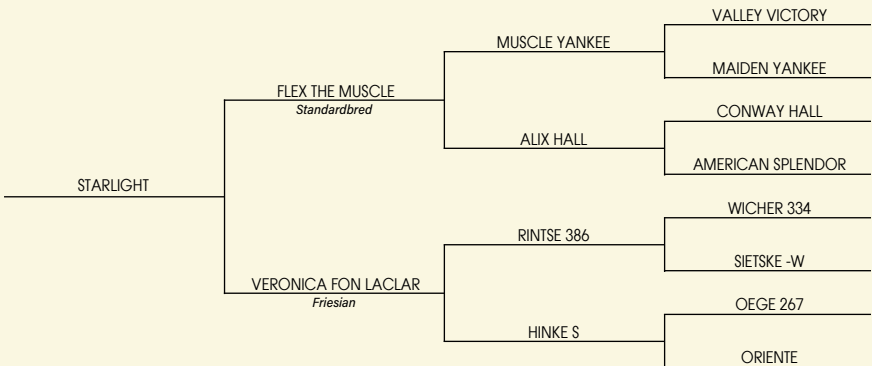 VALLEY VICTORY
MUSCLE YANKEE
MAIDEN YANKEE
FLEX THE MUSCLE
Standardbred
CONWAY HALL
ALIX HALL
AMERICAN SPLENDOR
STARLIGHT
WICHER 334
RINTSE 386
SIETSKE -W
VERONICA FON LACLAR
Friesian
OEGE 267
HINKE S
ORIENTE